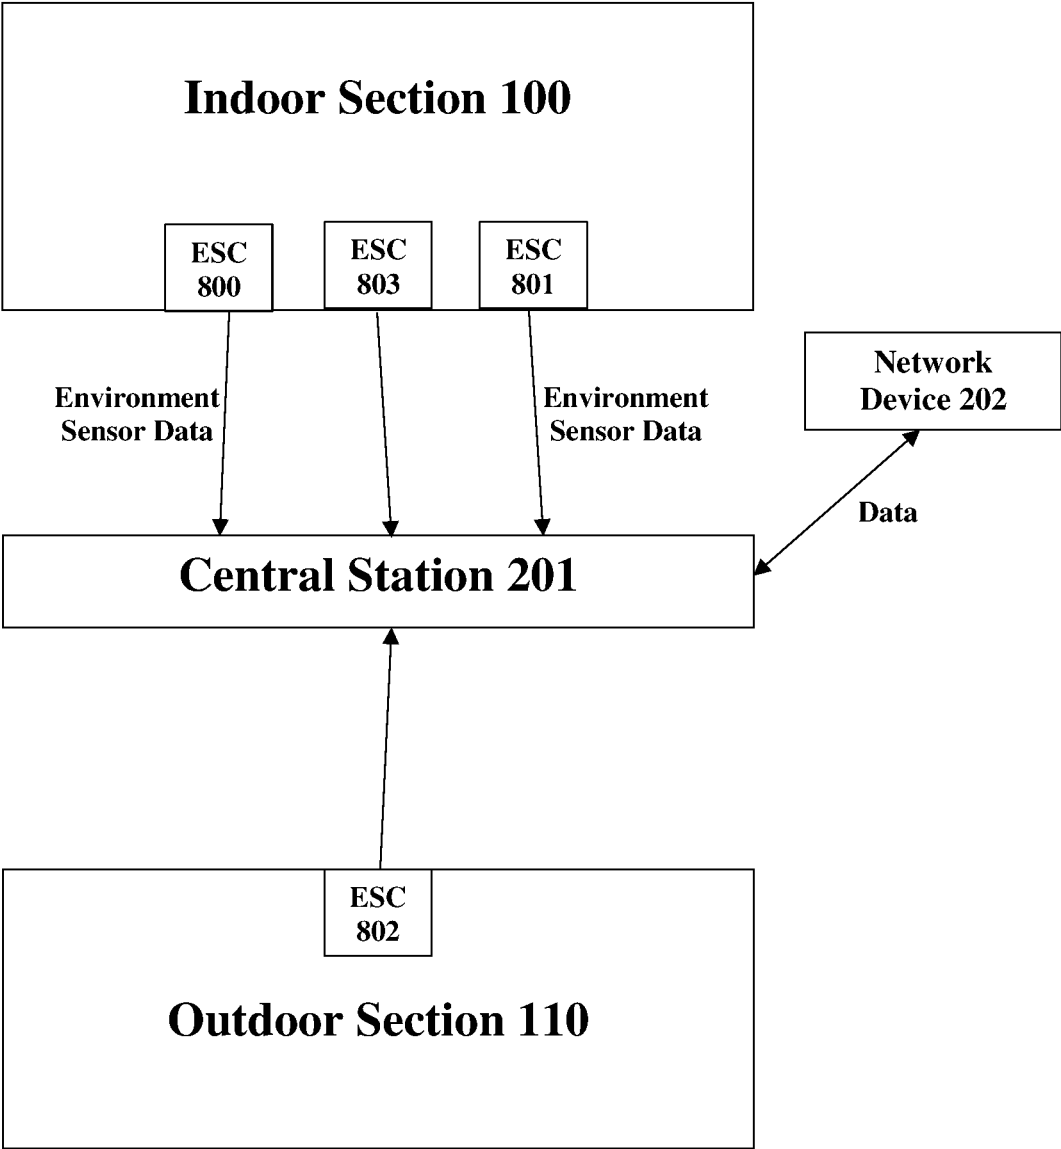 Indoor Section 100
ESC
800
ESC
803
ESC
801
Environment
Sensor Data
Environment
Sensor Data
Network
Device 202
Data
Central Station 201
ESC
802
Outdoor Section 110